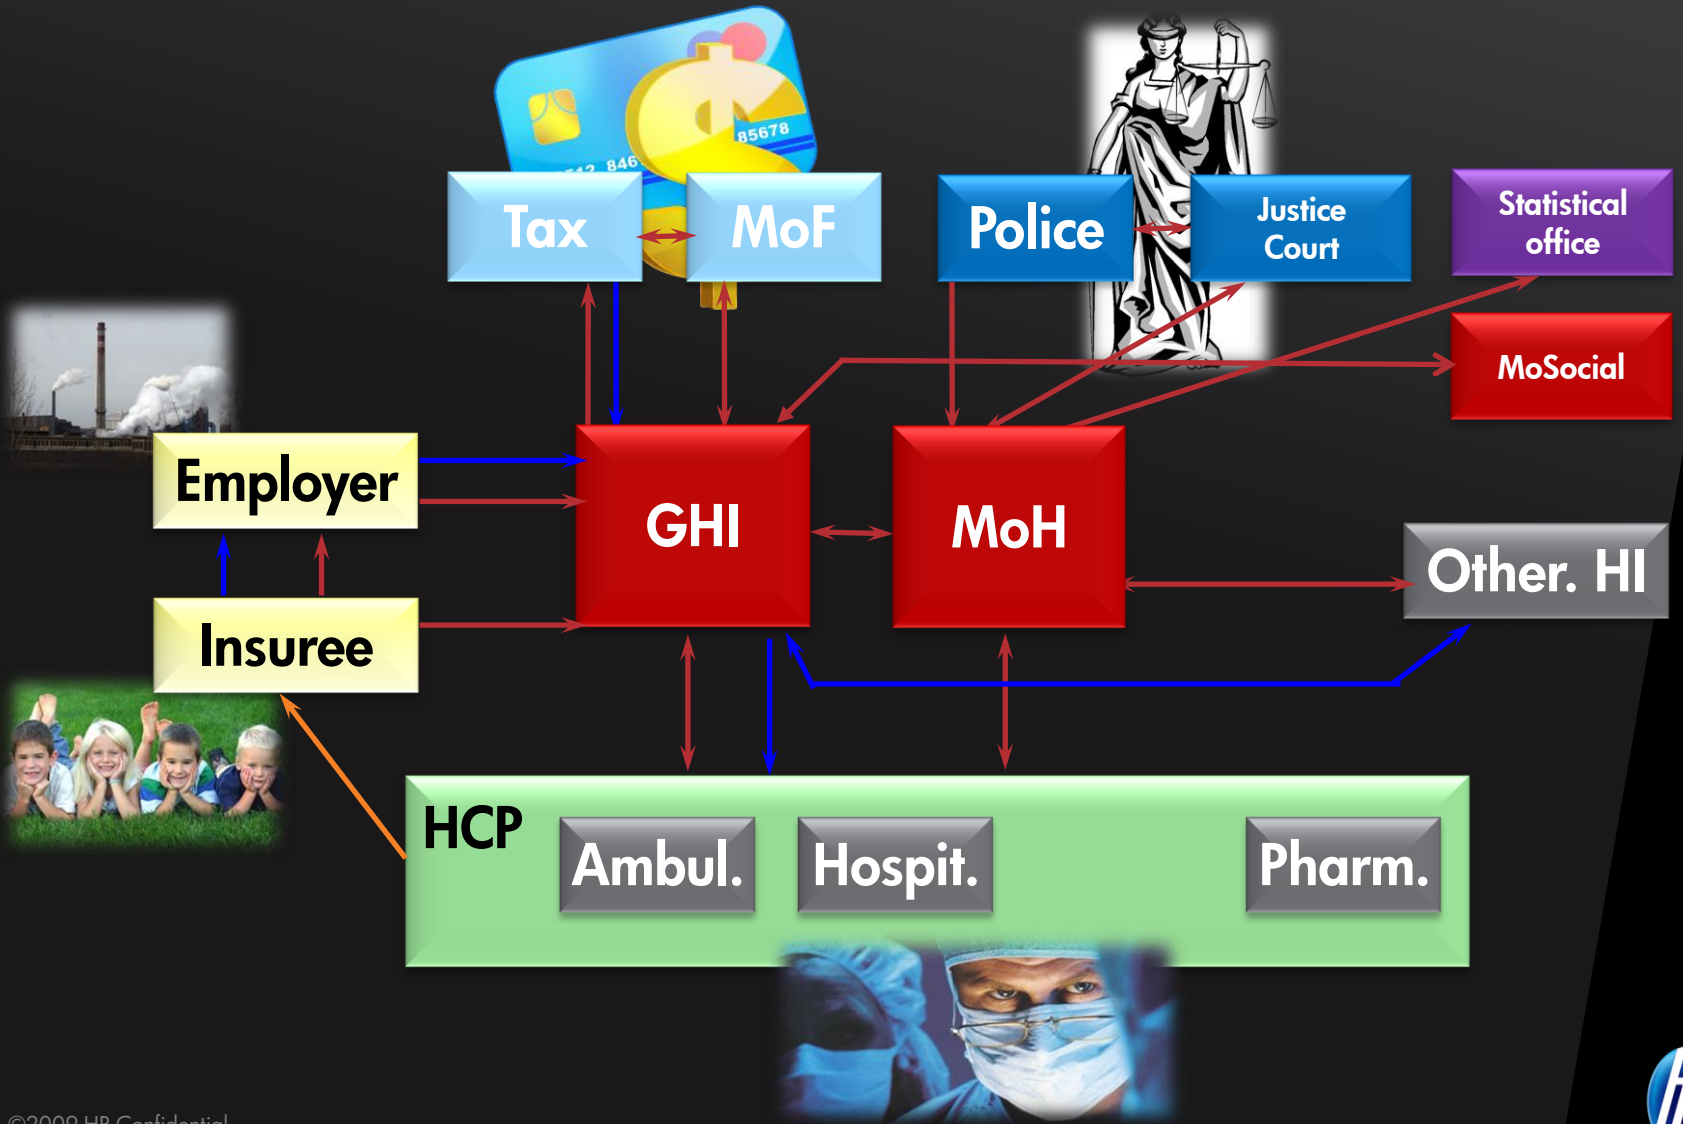 85678
Tax
MoF
Police
Justice
Court
Statistical
office
MoSocial
Employer
GHI
MoH
Other. HI
Insuree
HCP
Ambul.
Hospit.
Pharm.